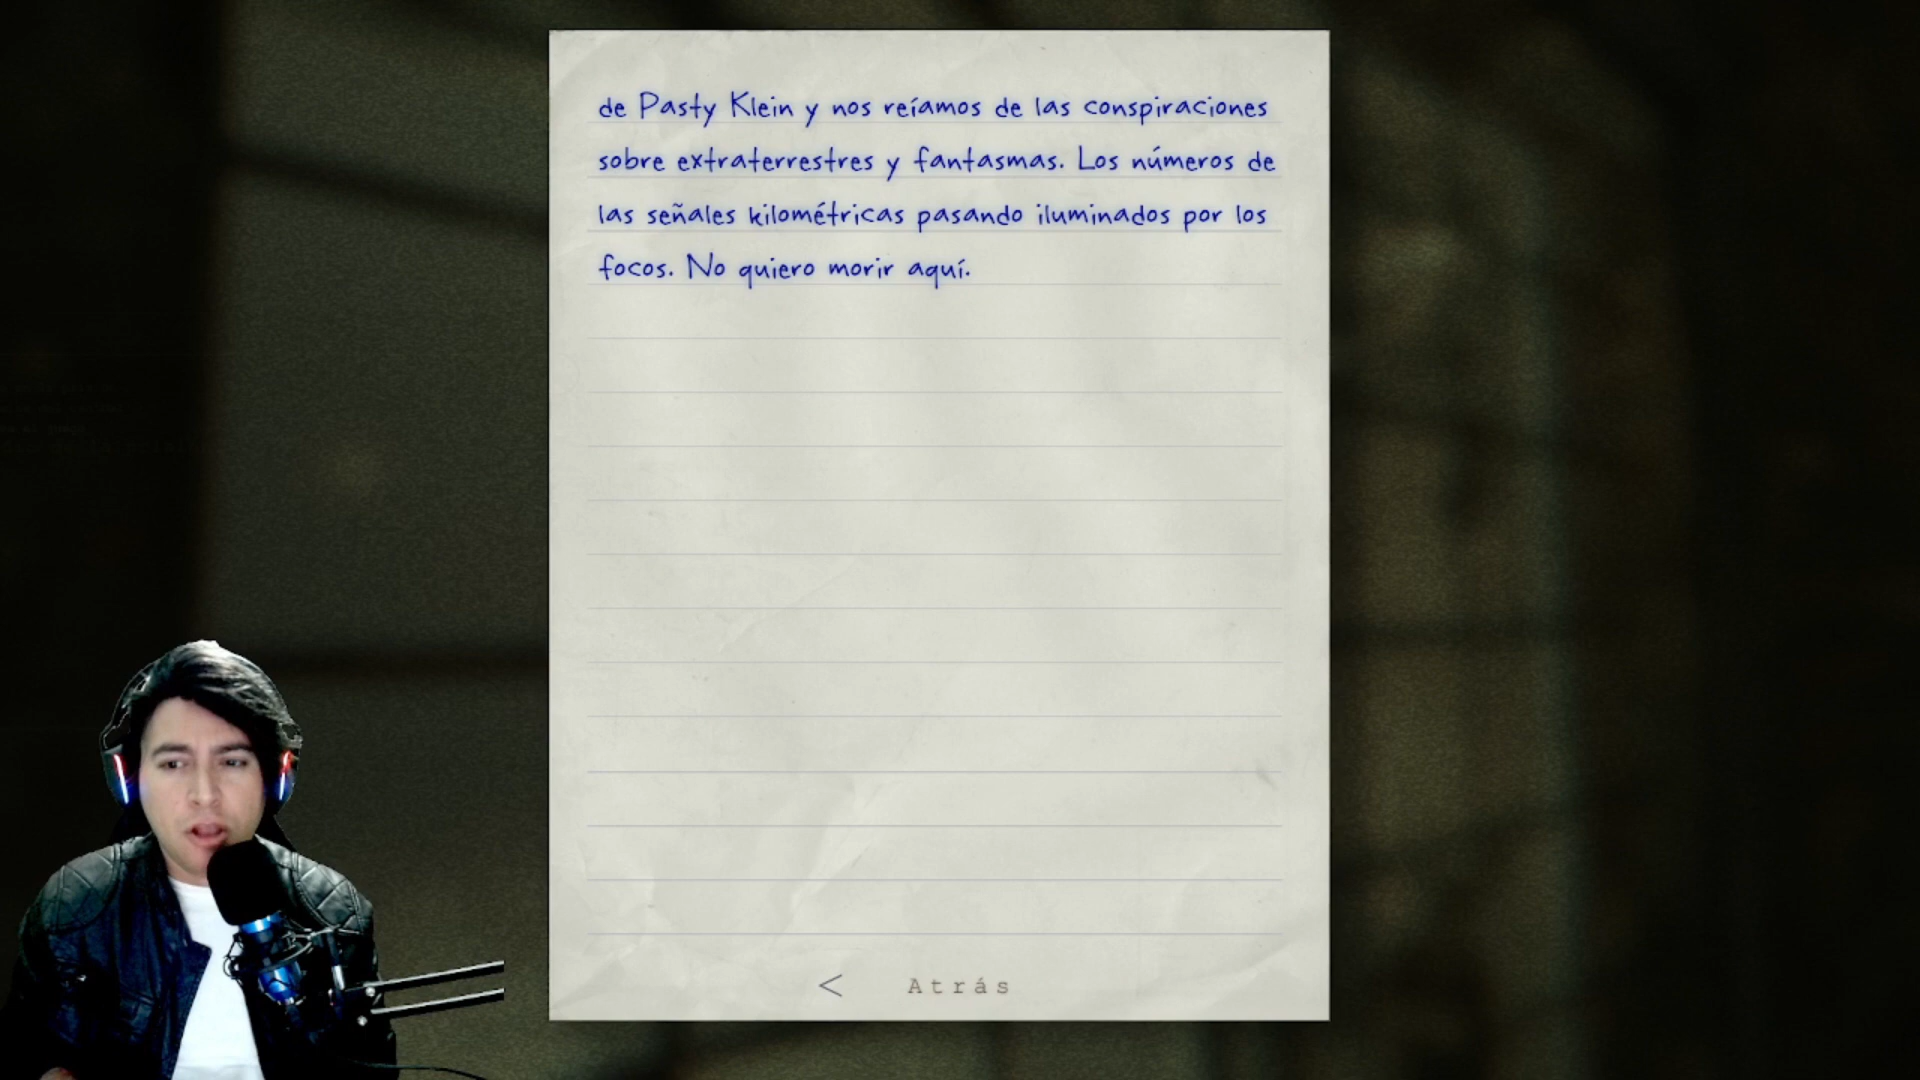 de Pasty Klein y nos reíamos de las conspiraciones
sobre extraterrestres y fantasmas. Los números de
las señales kilométricas pasando iluminados por los
focos. No quiero morir aquí.
< Atrás